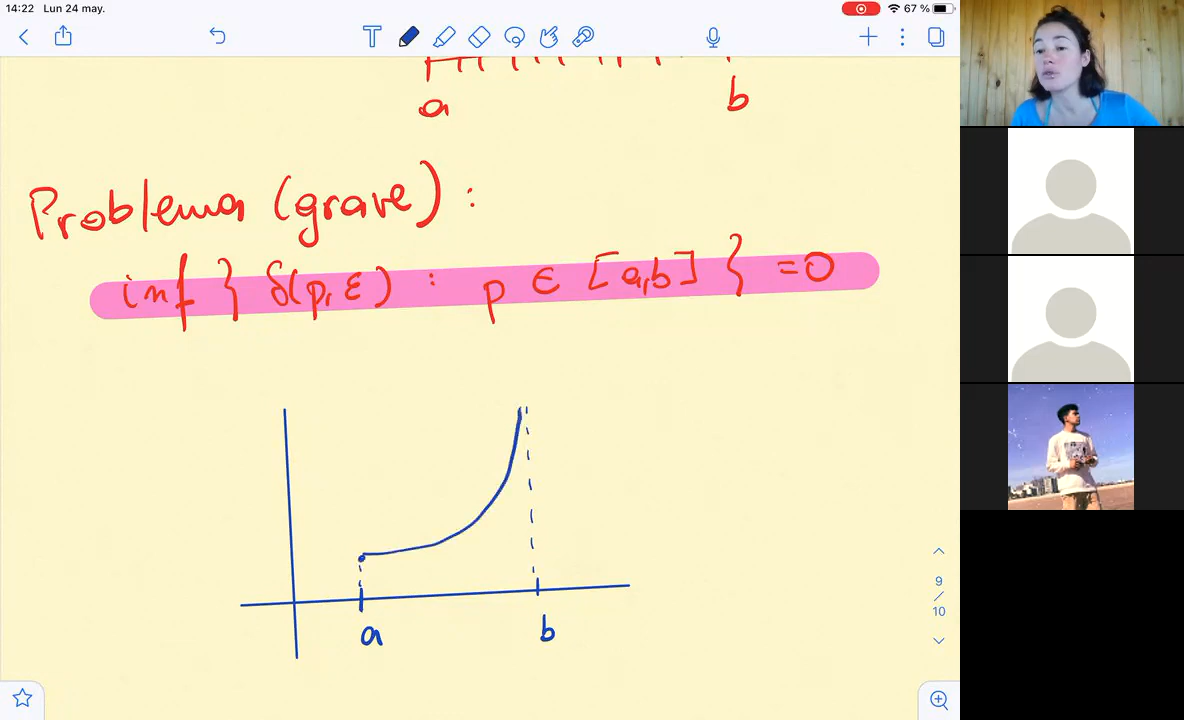 14:22 Lun 24 may.
67 %
T
a b
Problema (grave) :
inf } δ(p, ε) : p ∈ [a,b] } = 0
a b
9
/
10